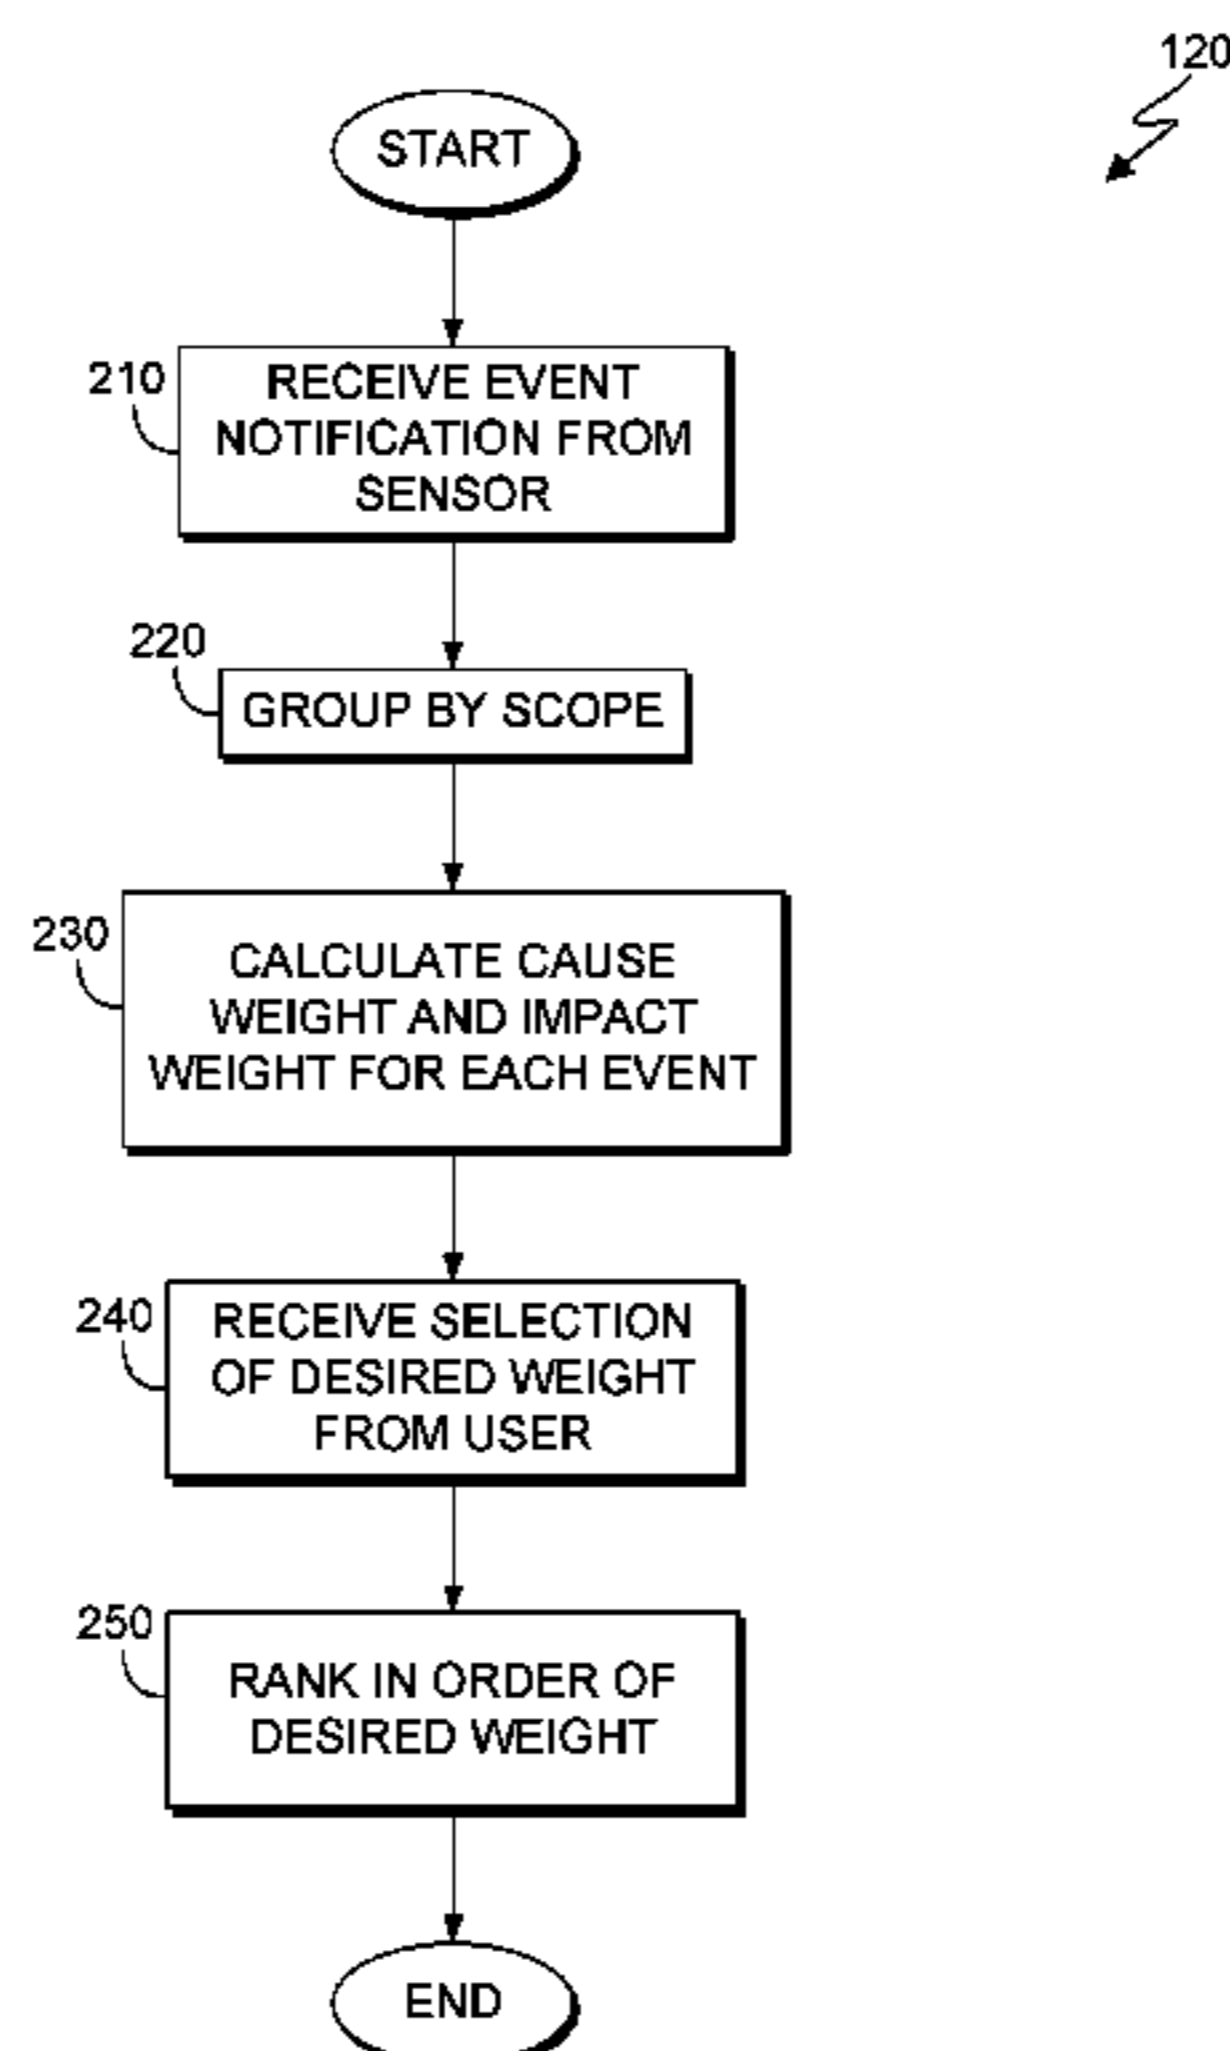 120
START
210
RECEIVE EVENT
NOTIFICATION FROM
SENSOR
220
GROUP BY SCOPE
230
CALCULATE CAUSE
WEIGHT AND IMPACT
WEIGHT FOR EACH EVENT
240
RECEIVE SELECTION
OF DESIRED WEIGHT
FROM USER
250
RANK IN ORDER OF
DESIRED WEIGHT
END